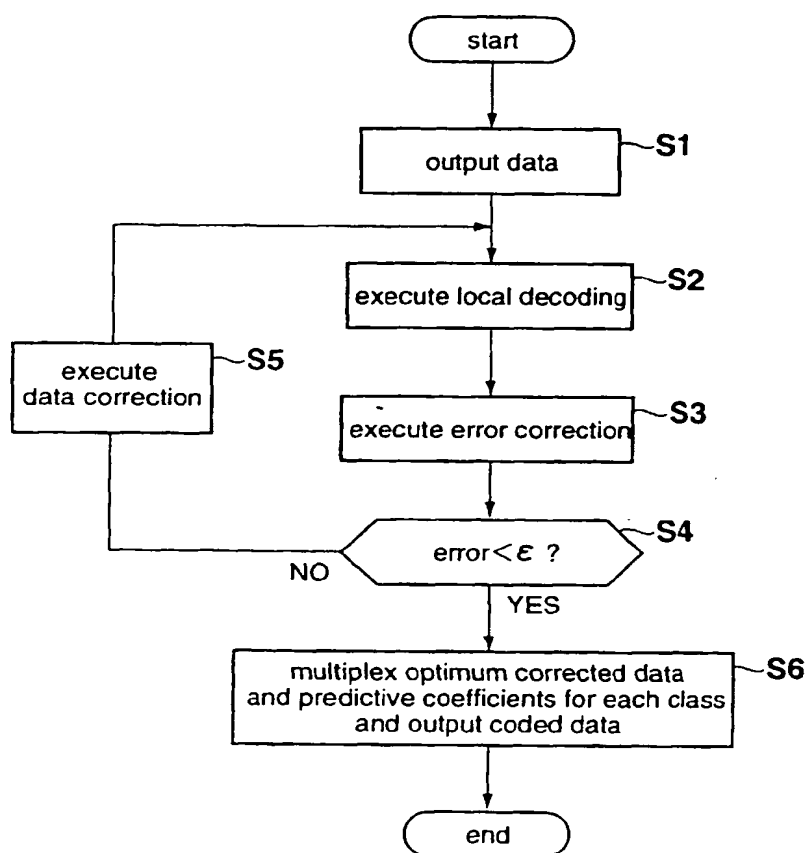 start
output data
S1
execute local decoding
S2
execute
data correction
S5
execute error correction
S3
error<ε ?
S4
NO
YES
multiplex optimum corrected data
and predictive coefficients for each class
and output coded data
S6
end